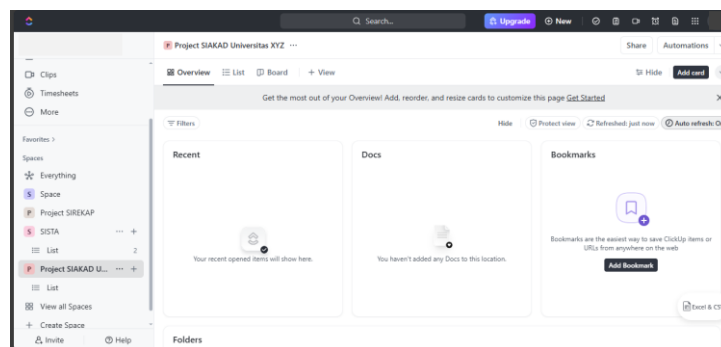 Search...
Upgrade
New
Project SIAKAD Universitas XYZ ...
Share
Automations
Clips
Timesheets
More
Favorites >
Spaces
Everything
S Space
P Project SIREKAP
S SISTA ... +
List 2
P Project SIAKAD U... ... +
List
View all Spaces
+ Create Space
Invite
Help
Overview
List
Board
+ View
Hide
Add card
Get the most out of your Overview! Add, reorder, and resize cards to customize this page Get Started
Filters
Hide
Protect view
Refreshed: just now
Auto refresh:
Recent
Your recent opened items will show here.
Docs
You haven't added any Docs to this location.
Bookmarks
Bookmarks are the easiest way to save ClickUp items or
URLs from anywhere on the web
Add Bookmark
Excel &
Folders